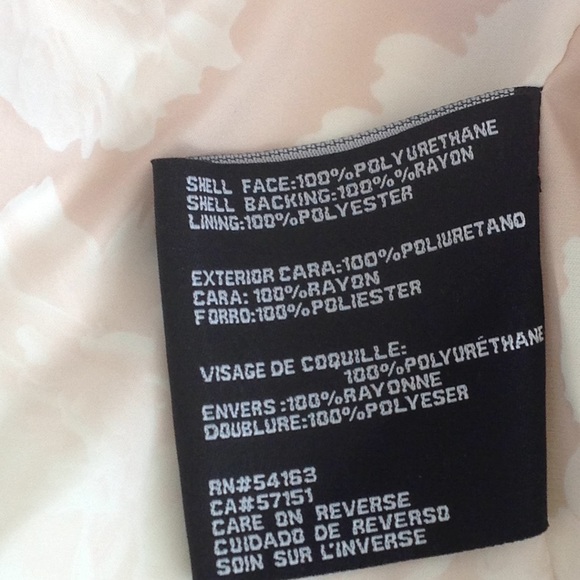 SHELL FACE:100%POLYURETHANE
SHELL BACKING:100%%RAYON
LINING:100%POLYESTER
EXTERIOR CARA:100%POLIURETANO
CARA: 100%RAYON
FORRO:100%POLIESTER
VISAGE DE COQUILLE:
100%POLYURÉTHANE
ENVERS:100%RAYONNE
DOUBLURE:100%POLYESER
RN#54163
CA#57151
CARE ON REVERSE
CUIDADO DE REVERSO
SOIN SUR L'INVERSE